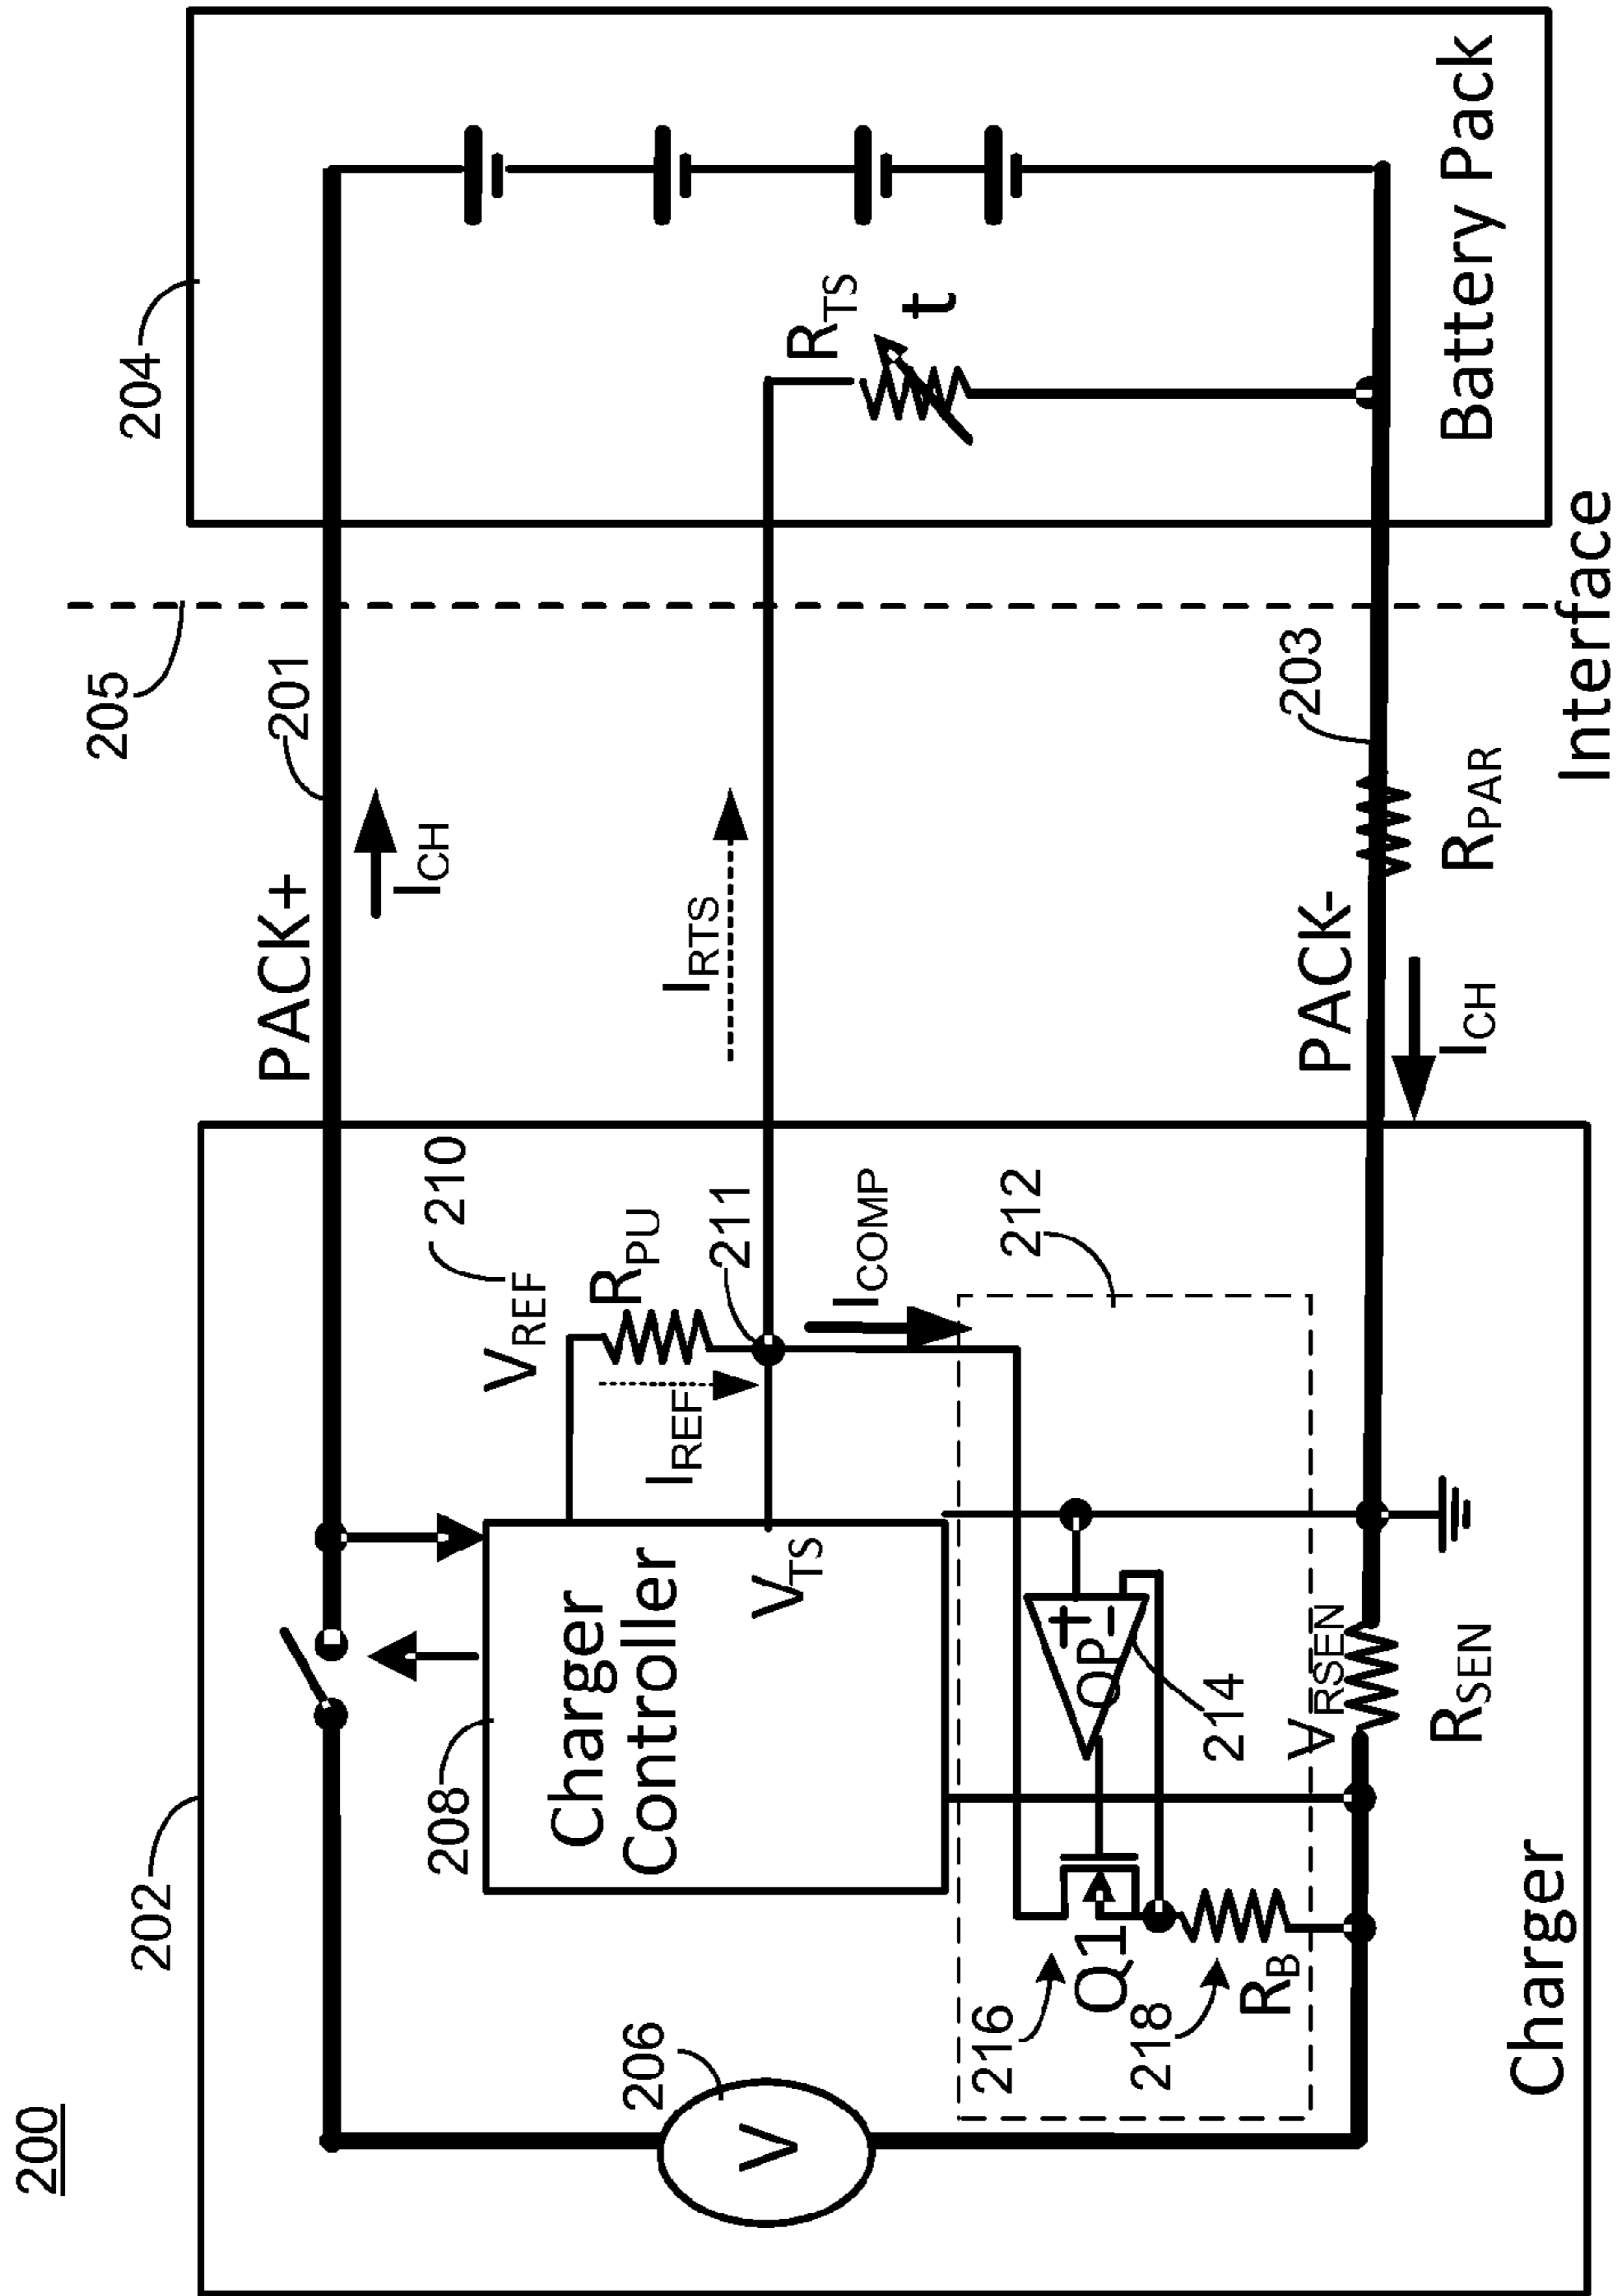 200
202
204
205
PACK+
201
I_CH
206
V
208
Charger
Controller
V_REF
210
R_PU
I_REF
211
V_TS
I_RTS
R_TS
t
I_COMP
212
216
Q1
OP
+
-
214
218
R_B
V_RSEN
R_SEN
PACK-
203
I_CH
R_PAR
Charger
Interface
Battery Pack